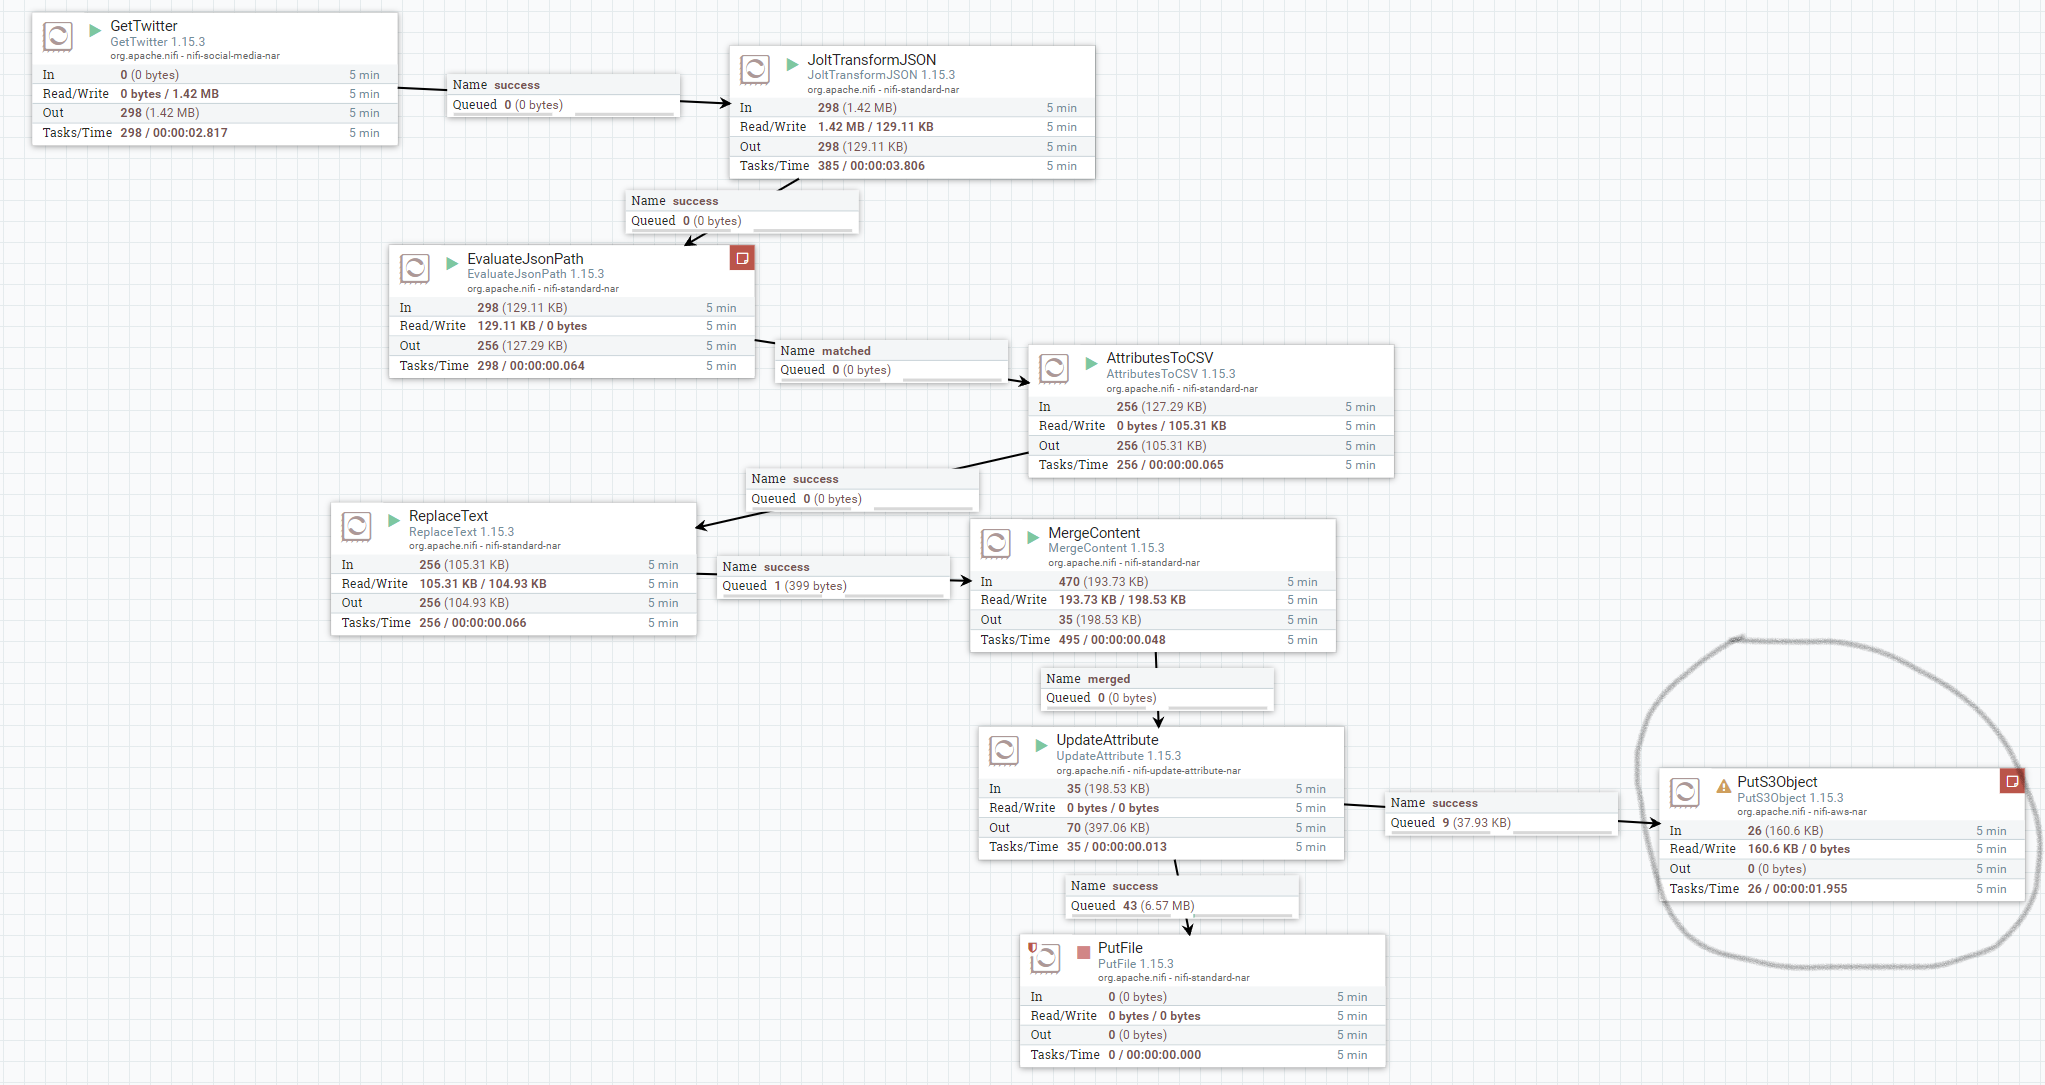 GetTwitter
GetTwitter 1.15.3
org.apache.nifi - nifi-social-media-nar
In 0 (0 bytes) 5 min
Read/Write 0 bytes / 1.42 MB 5 min
Out 298 (1.42 MB) 5 min
Tasks/Time 298 / 00:00:02.817 5 min
Name success
Queued 0 (0 bytes)
JoltTransformJSON
JoltTransformJSON 1.15.3
org.apache.nifi - nifi-standard-nar
In 298 (1.42 MB) 5 min
Read/Write 1.42 MB / 129.11 KB 5 min
Out 298 (129.11 KB) 5 min
Tasks/Time 385 / 00:00:03.806 5 min
Name success
Queued 0 (0 bytes)
EvaluateJsonPath
EvaluateJsonPath 1.15.3
org.apache.nifi - nifi-standard-nar
In 298 (129.11 KB) 5 min
Read/Write 129.11 KB / 0 bytes 5 min
Out 256 (127.29 KB) 5 min
Tasks/Time 298 / 00:00:00.064 5 min
Name matched
Queued 0 (0 bytes)
AttributesToCSV
AttributesToCSV 1.15.3
org.apache.nifi - nifi-standard-nar
In 256 (127.29 KB) 5 min
Read/Write 0 bytes / 105.31 KB 5 min
Out 256 (105.31 KB) 5 min
Tasks/Time 256 / 00:00:00.065 5 min
Name success
Queued 0 (0 bytes)
ReplaceText
ReplaceText 1.15.3
org.apache.nifi - nifi-standard-nar
In 256 (105.31 KB) 5 min
Read/Write 105.31 KB / 104.93 KB 5 min
Out 256 (104.93 KB) 5 min
Tasks/Time 256 / 00:00:00.066 5 min
Name success
Queued 1 (399 bytes)
MergeContent
MergeContent 1.15.3
org.apache.nifi - nifi-standard-nar
In 470 (193.73 KB) 5 min
Read/Write 193.73 KB / 198.53 KB 5 min
Out 35 (198.53 KB) 5 min
Tasks/Time 495 / 00:00:00.048 5 min
Name merged
Queued 0 (0 bytes)
UpdateAttribute
UpdateAttribute 1.15.3
org.apache.nifi - nifi-update-attribute-nar
In 35 (198.53 KB) 5 min
Read/Write 0 bytes / 0 bytes 5 min
Out 70 (397.06 KB) 5 min
Tasks/Time 35 / 00:00:00.013 5 min
Name success
Queued 9 (37.93 KB)
PutS3Object
PutS3Object 1.15.3
org.apache.nifi - nifi-aws-nar
In 26 (160.6 KB) 5 min
Read/Write 160.6 KB / 0 bytes 5 min
Out 0 (0 bytes) 5 min
Tasks/Time 26 / 00:00:01.955 5 min
Name success
Queued 43 (6.57 MB)
PutFile
PutFile 1.15.3
org.apache.nifi - nifi-standard-nar
In 0 (0 bytes) 5 min
Read/Write 0 bytes / 0 bytes 5 min
Out 0 (0 bytes) 5 min
Tasks/Time 0 / 00:00:00.000 5 min